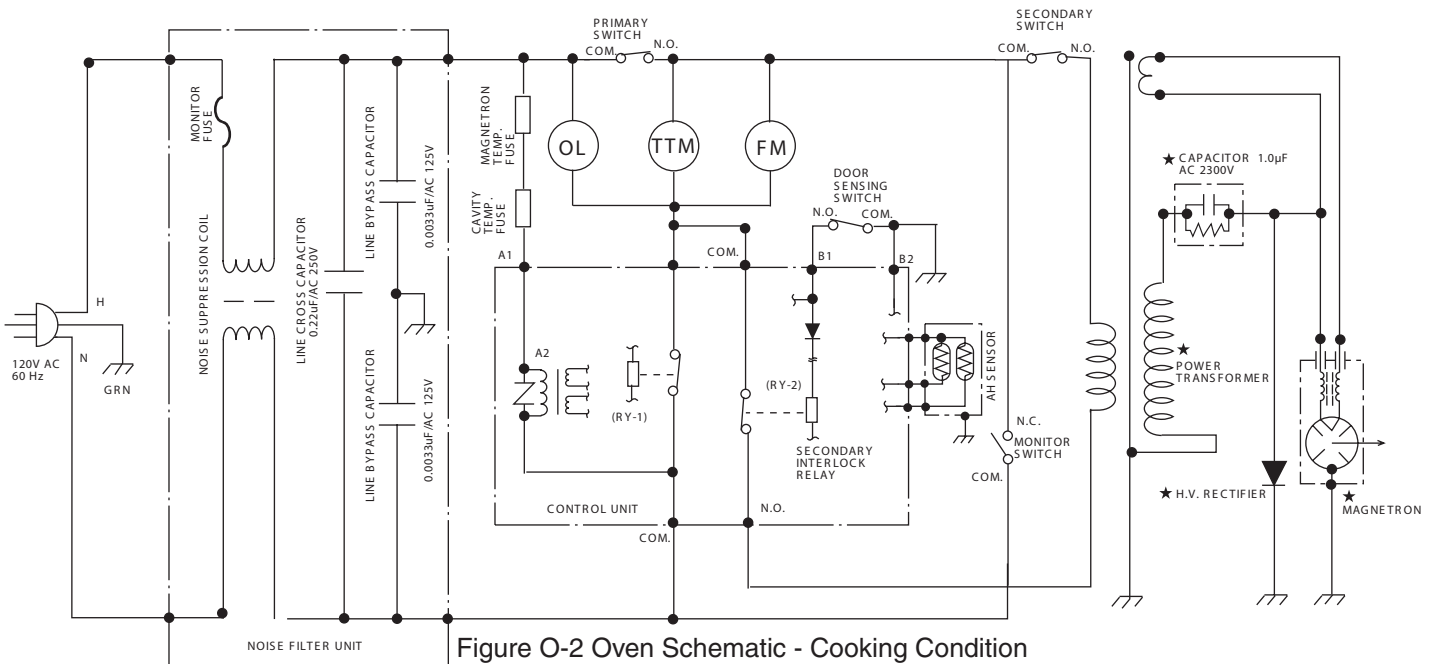 PRIMARY
SWITCH
COM.
N.O.
SECONDARY
SWITCH
COM.
N.O.
MONITOR
FUSE
LINE BYPASS CAPACITOR
0.0033uF/AC 125V
MAGNETRON
TEMP.
FUSE
OL
TTM
FM
★ CAPACITOR 1.0μF
AC 2300V
DOOR
SENSING
SWITCH
N.O.
COM.
CAVITY
TEMP.
FUSE
A1
COM.
B1
B2
NOISE SUPPRESSION COIL
LINE CROSS CAPACITOR
0.22uF/AC 250V
H
N
120V AC
60 Hz
GRN
A2
(RY-1)
(RY-2)
AH SENSOR
★
POWER
TRANSFORMER
LINE BYPASS CAPACITOR
0.0033uF/AC 125V
SECONDARY
INTERLOCK
RELAY
N.C.
MONITOR
SWITCH
COM.
★ H.V. RECTIFIER
★
MAGNETRON
CONTROL UNIT
N.O.
COM.
NOISE FILTER UNIT
Figure O-2 Oven Schematic - Cooking Condition